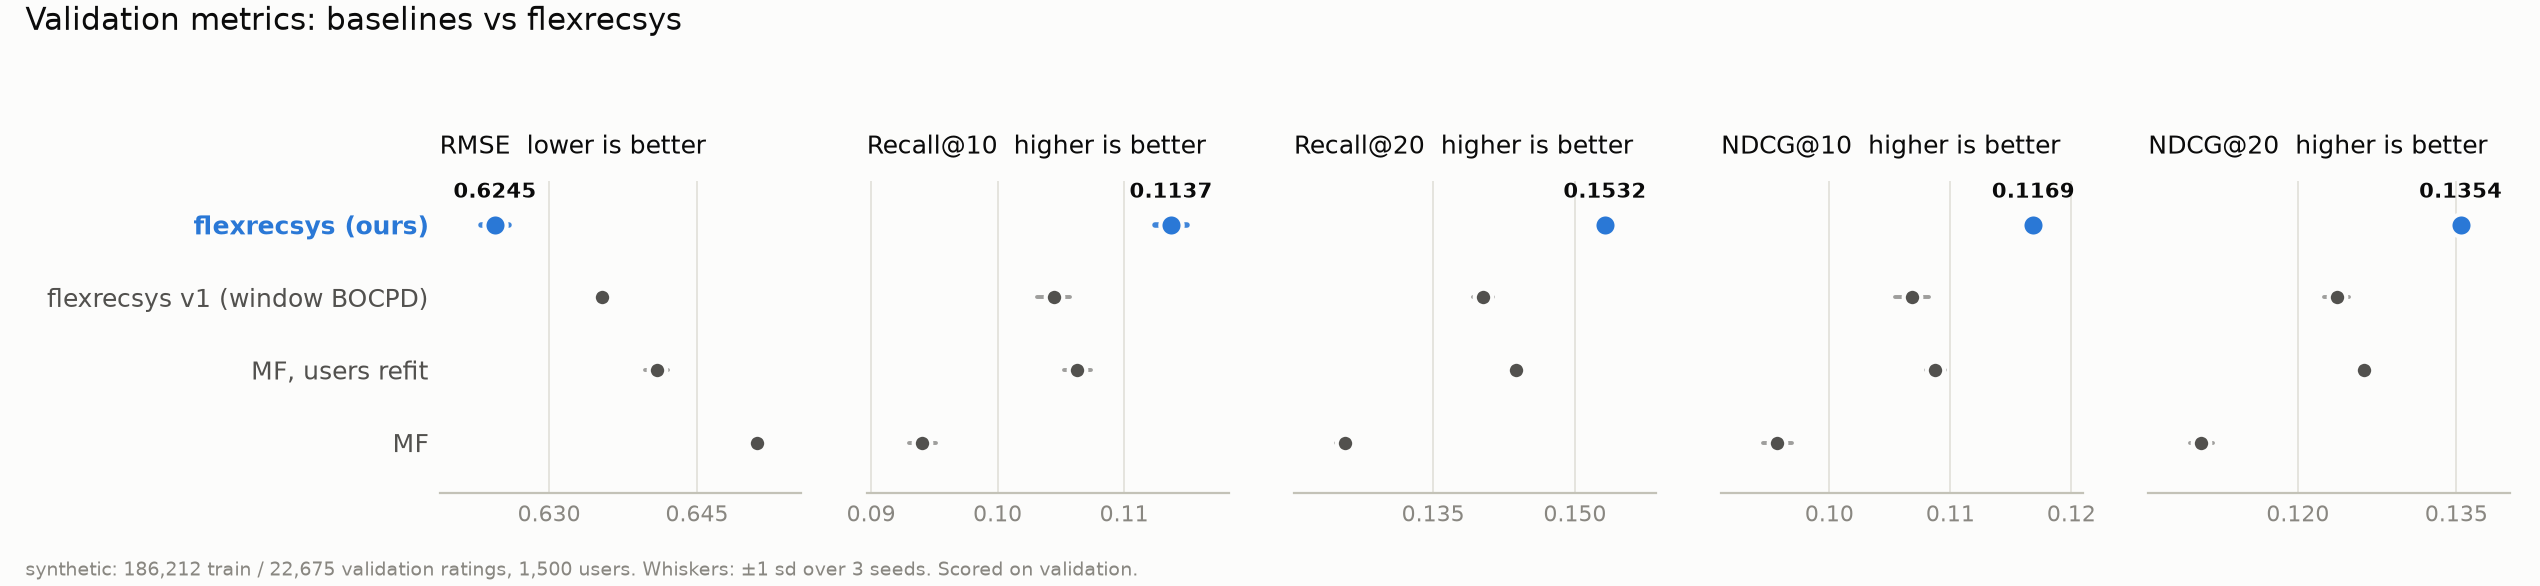 Validation metrics: baselines vs flexrecsys
RMSE  lower is better
Recall@10  higher is better
Recall@20  higher is better
NDCG@10  higher is better
NDCG@20  higher is better
0.6245
0.1137
0.1532
0.1169
0.1354
flexrecsys (ours)
flexrecsys v1 (window BOCPD)
MF, users refit
MF
0.630 0.645
0.09 0.10 0.11
0.135 0.150
0.10 0.11 0.12
0.120 0.135
synthetic: 186,212 train / 22,675 validation ratings, 1,500 users. Whiskers: ±1 sd over 3 seeds. Scored on validation.